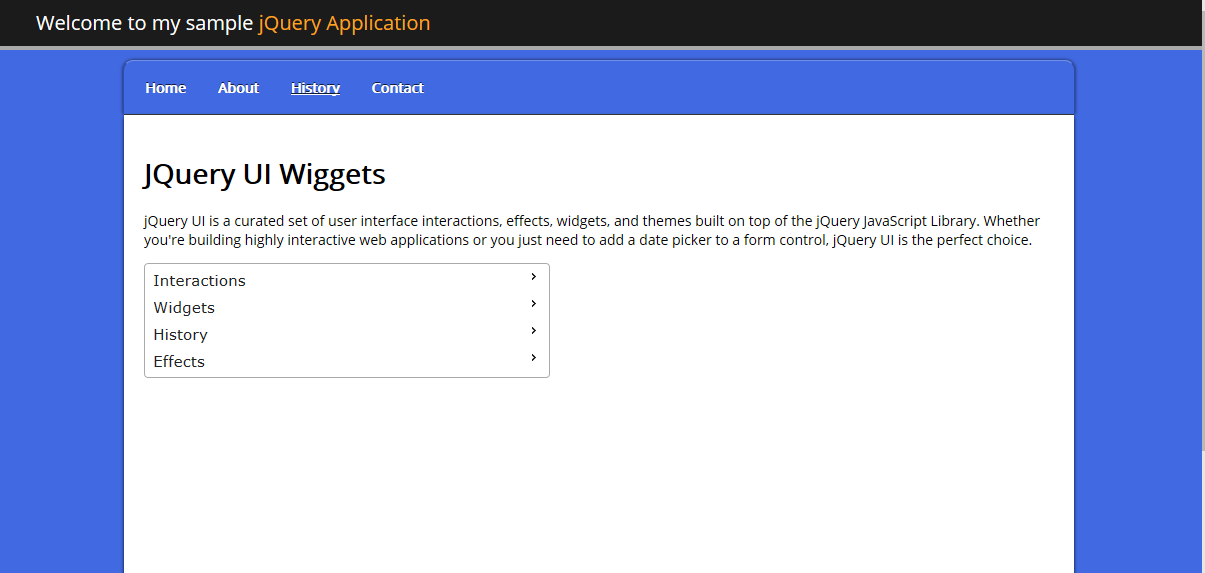 Welcome to my sample jQuery Application
Home About History Contact
JQuery UI Wiggets
jQuery UI is a curated set of user interface interactions, effects, widgets, and themes built on top of the jQuery JavaScript Library. Whether
you're building highly interactive web applications or you just need to add a date picker to a form control, jQuery UI is the perfect choice.
Interactions
Widgets
History
Effects